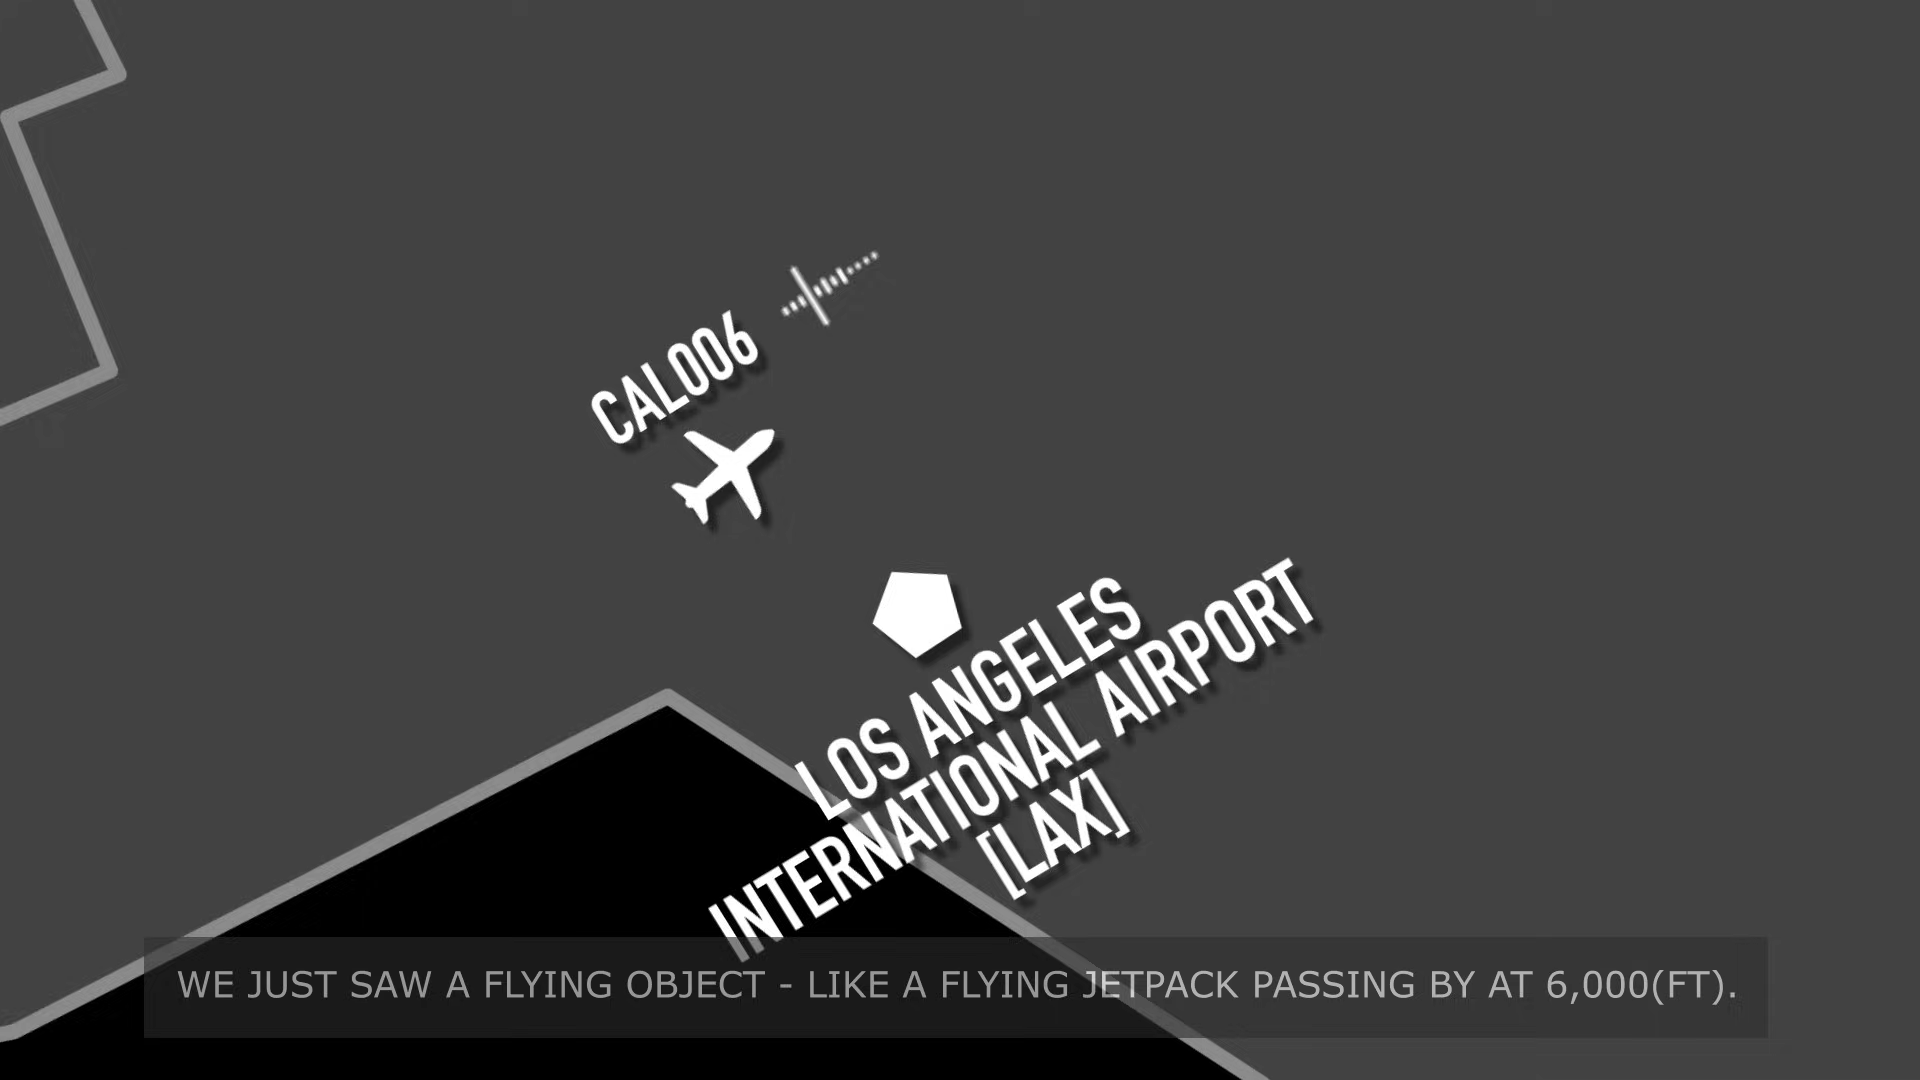 CAL006
LOS ANGELES
INTERNATIONAL AIRPORT
[LAX]
WE JUST SAW A FLYING OBJECT - LIKE A FLYING JETPACK PASSING BY AT 6,000(FT).